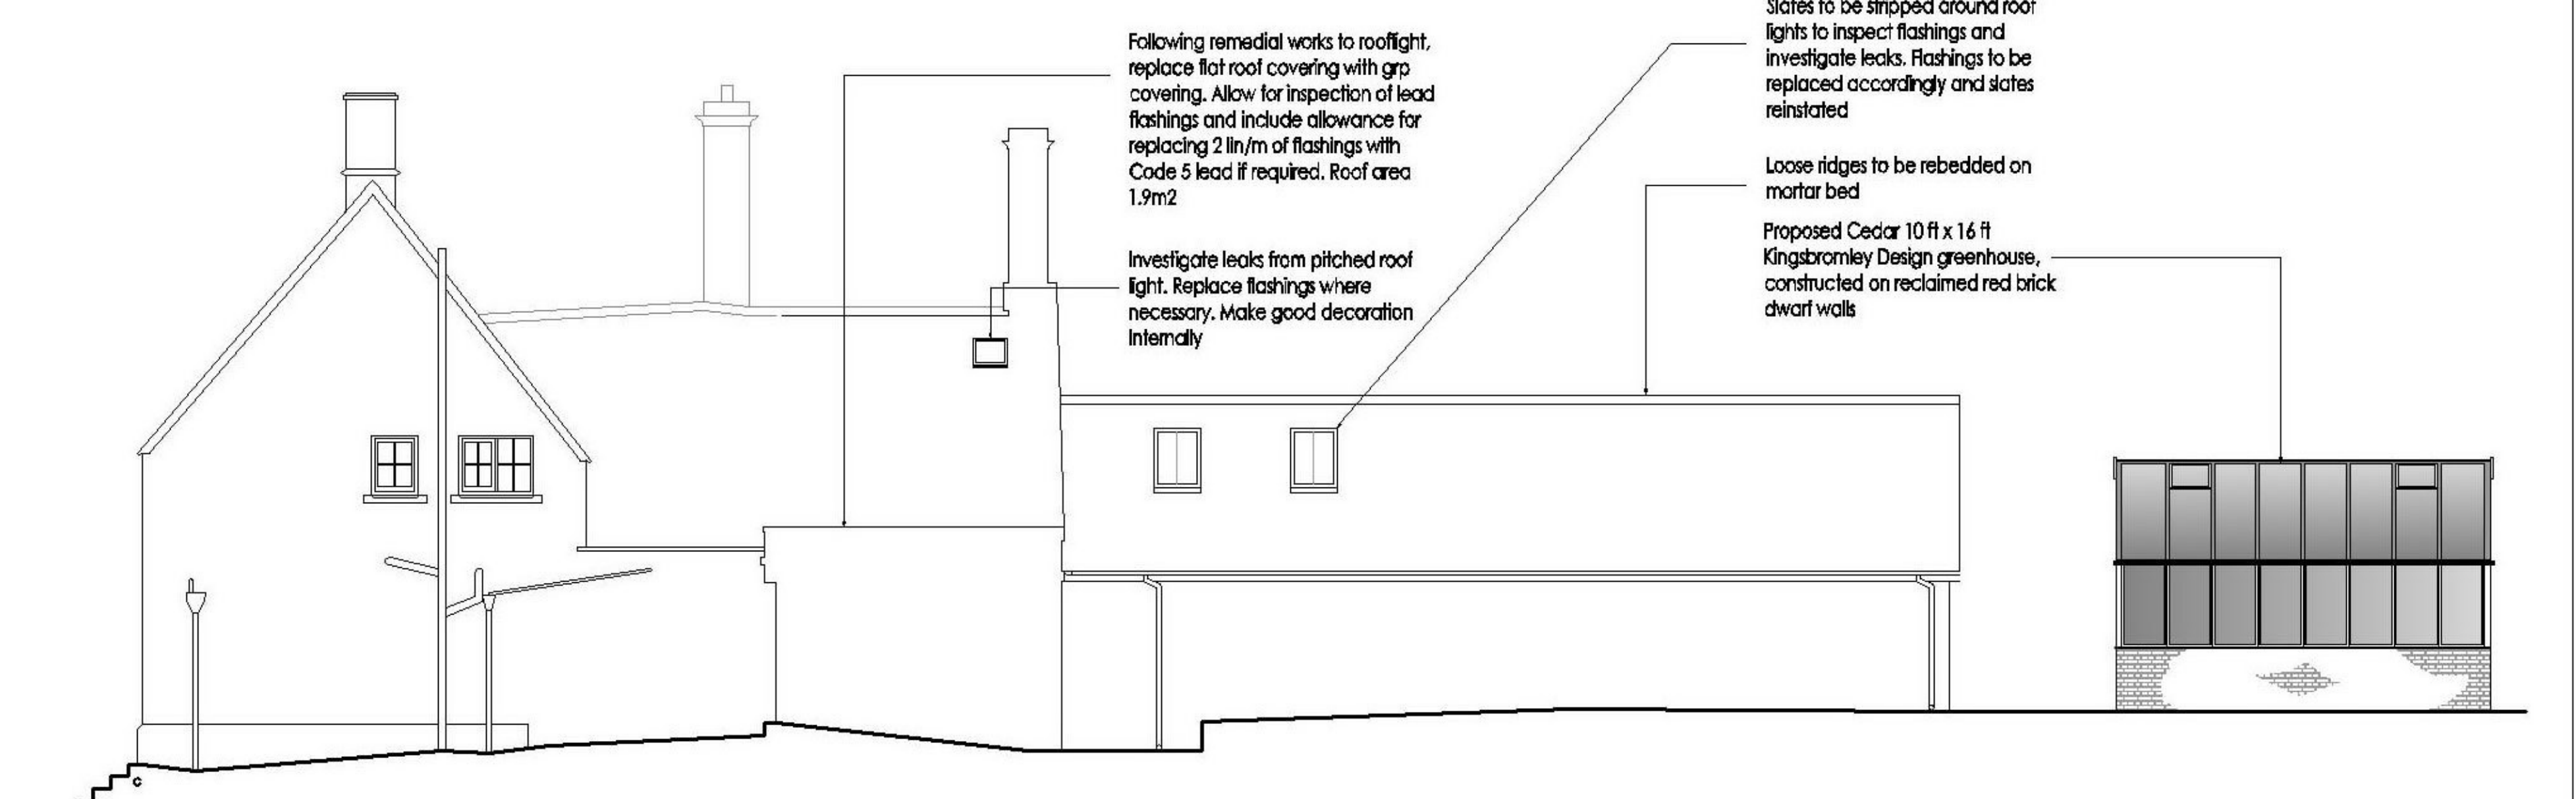 Following remedial works to rooflight,
replace flat roof covering with grp
covering. Allow for inspection of lead
flashings and include allowance for
replacing 2 lin/m of flashings with
Code 5 lead if required. Roof area
1.9m2
Investigate leaks from pitched roof
light. Replace flashings where
necessary. Make good decoration
internally
Slates to be stripped around roof
lights to inspect flashings and
investigate leaks. Flashings to be
replaced accordingly and slates
reinstated
Loose ridges to be rebedded on
mortar bed
Proposed Cedar 10 ft x 16 ft
Kingsbromley Design greenhouse,
constructed on reclaimed red brick
dwarf walls
c